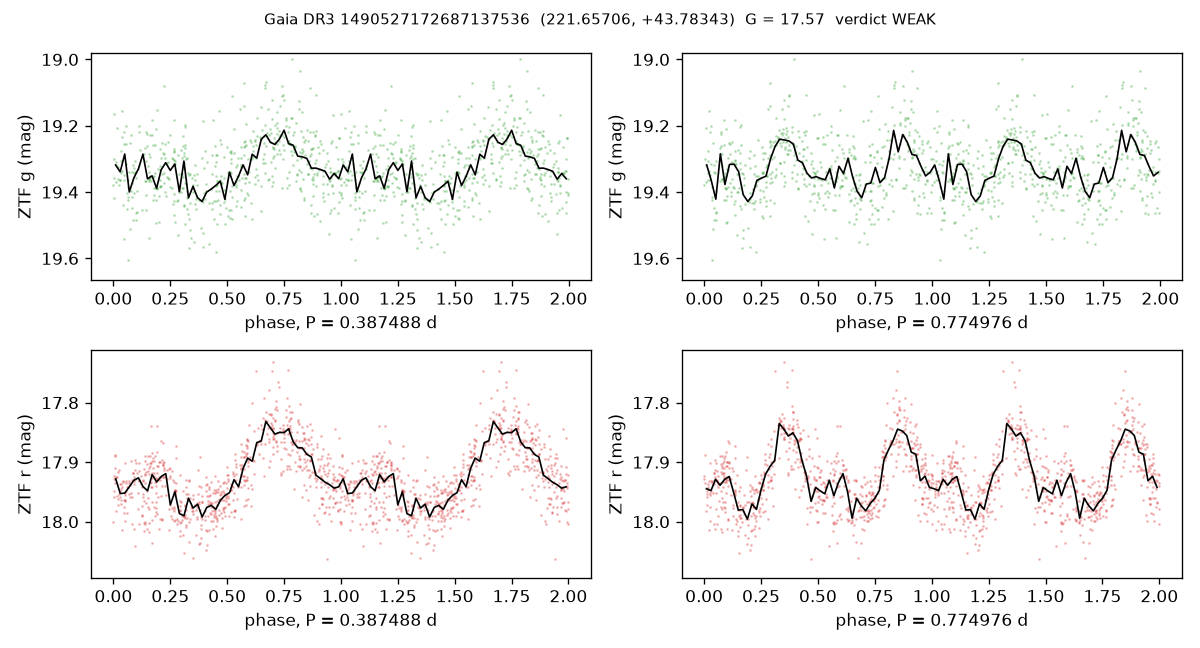 Gaia DR3 1490527172687137536 (221.65706, +43.78343) G = 17.57 verdict WEAK
ZTF g (mag)
19.0
19.2
19.4
19.6
0.00 0.25 0.50 0.75 1.00 1.25 1.50 1.75 2.00
phase, P = 0.387488 d
ZTF g (mag)
19.0
19.2
19.4
19.6
0.00 0.25 0.50 0.75 1.00 1.25 1.50 1.75 2.00
phase, P = 0.774976 d
ZTF r (mag)
17.8
17.9
18.0
0.00 0.25 0.50 0.75 1.00 1.25 1.50 1.75 2.00
phase, P = 0.387488 d
ZTF r (mag)
17.8
17.9
18.0
0.00 0.25 0.50 0.75 1.00 1.25 1.50 1.75 2.00
phase, P = 0.774976 d